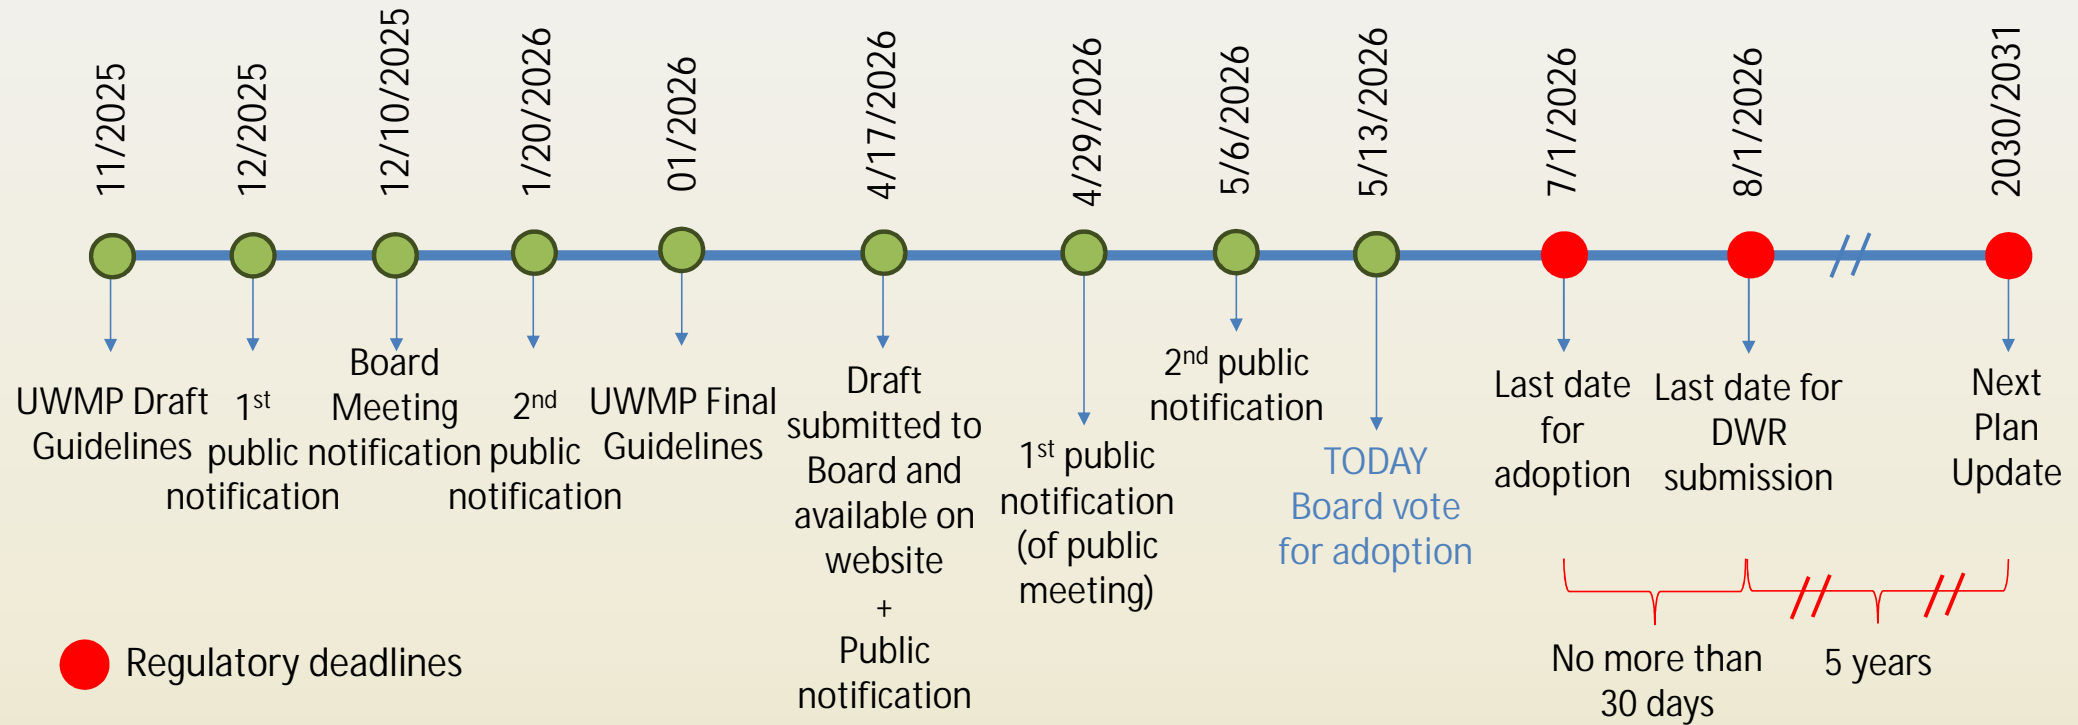 11/2025
12/2025
12/10/2025
1/20/2026
01/2026
4/17/2026
4/29/2026
5/6/2026
5/13/2026
7/1/2026
8/1/2026
2030/2031
UWMP Draft
Guidelines
1st
public
notification
Board
Meeting
notification
2nd
public
notification
UWMP Final
Guidelines
Draft
submitted to
Board and
available on
website
+
Public
notification
1st public
notification
(of public
meeting)
2nd public
notification
TODAY
Board vote
for adoption
Last date
for
adoption
Last date for
DWR
submission
Next
Plan
Update
No more than
30 days
5 years
Regulatory deadlines